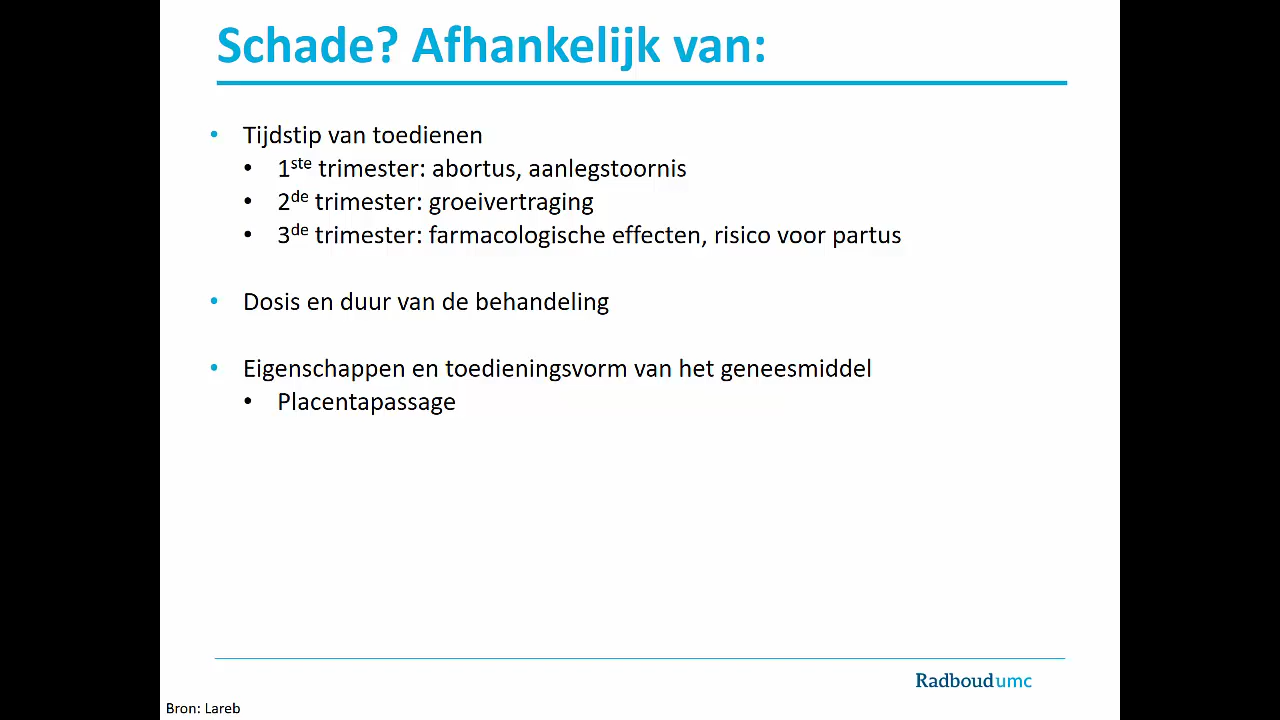 Schade? Afhankelijk van:
• Tijdstip van toedienen
• 1ste trimester: abortus, aanlegstoornis
• 2de trimester: groeivertraging
• 3de trimester: farmacologische effecten, risico voor partus
• Dosis en duur van de behandeling
• Eigenschappen en toedieningsvorm van het geneesmiddel
• Placentapassage
Radboudumc
Bron: Lareb